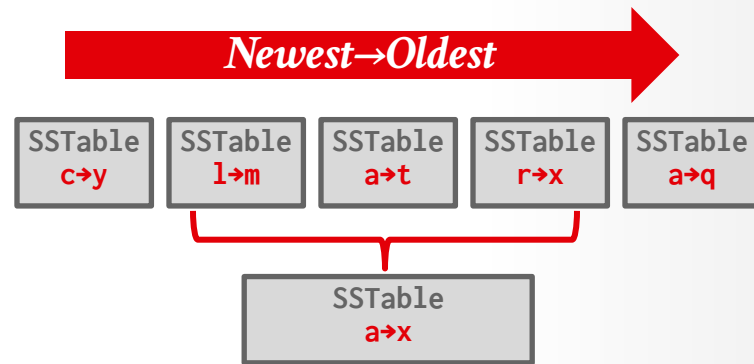 Newest→Oldest
SSTable SSTable SSTable SSTable SSTable
c→y l→m a→t r→x a→q
SSTable
a→x